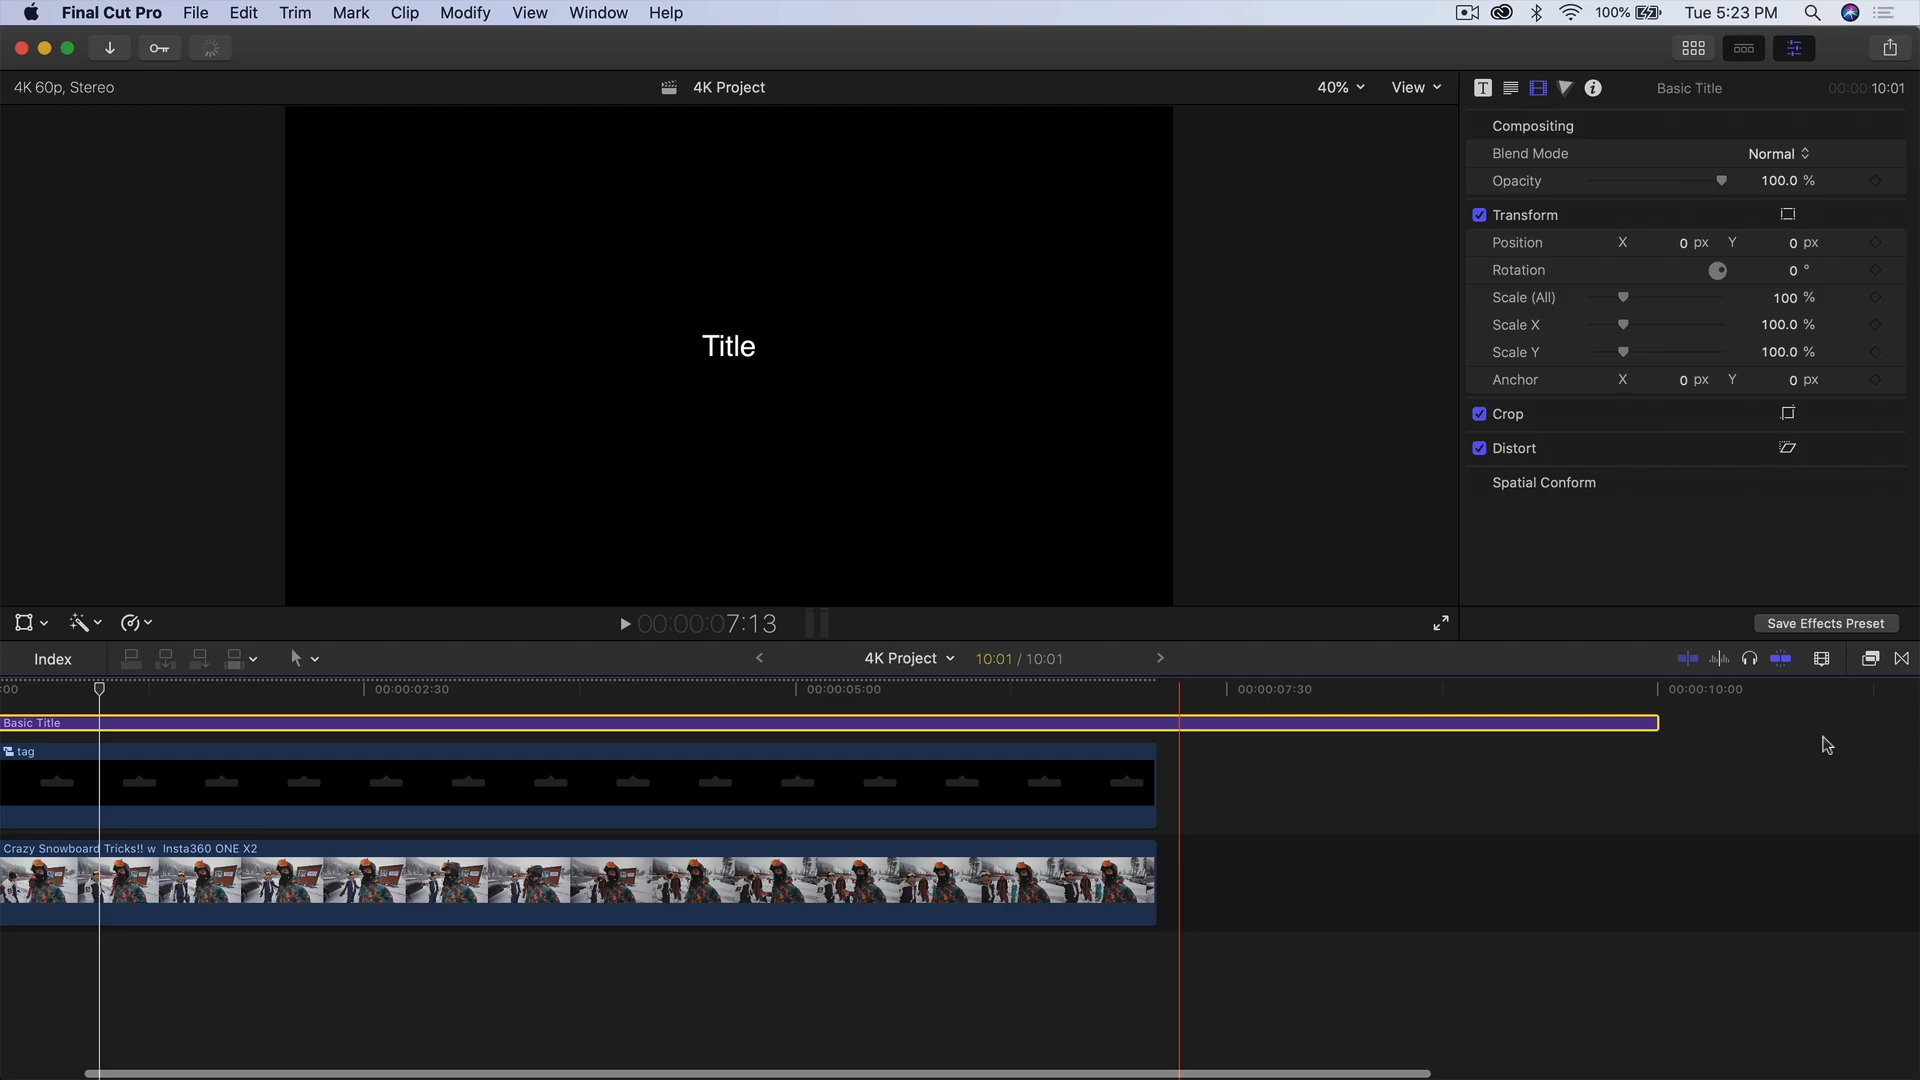 Final Cut Pro File Edit Trim Mark Clip Modify View Window Help 100% Tue 5:23 PM
4K 60p, Stereo 4K Project 40% View T i Basic Title 00:00:10:01
Compositing
Blend Mode Normal
Opacity 100.0 %
Transform
Position X 0 px Y 0 px
Rotation 0 °
Scale (All) 100 %
Scale X 100.0 %
Scale Y 100.0 %
Anchor X 0 px Y 0 px
Crop
Distort
Spatial Conform
Title
00:00:07:13 Save Effects Preset
Index 4K Project 10:01 / 10:01
:00 00:00:02:30 00:00:05:00 00:00:07:30 00:00:10:00
Basic Title
tag
Crazy Snowboard Tricks!! w Insta360 ONE X2